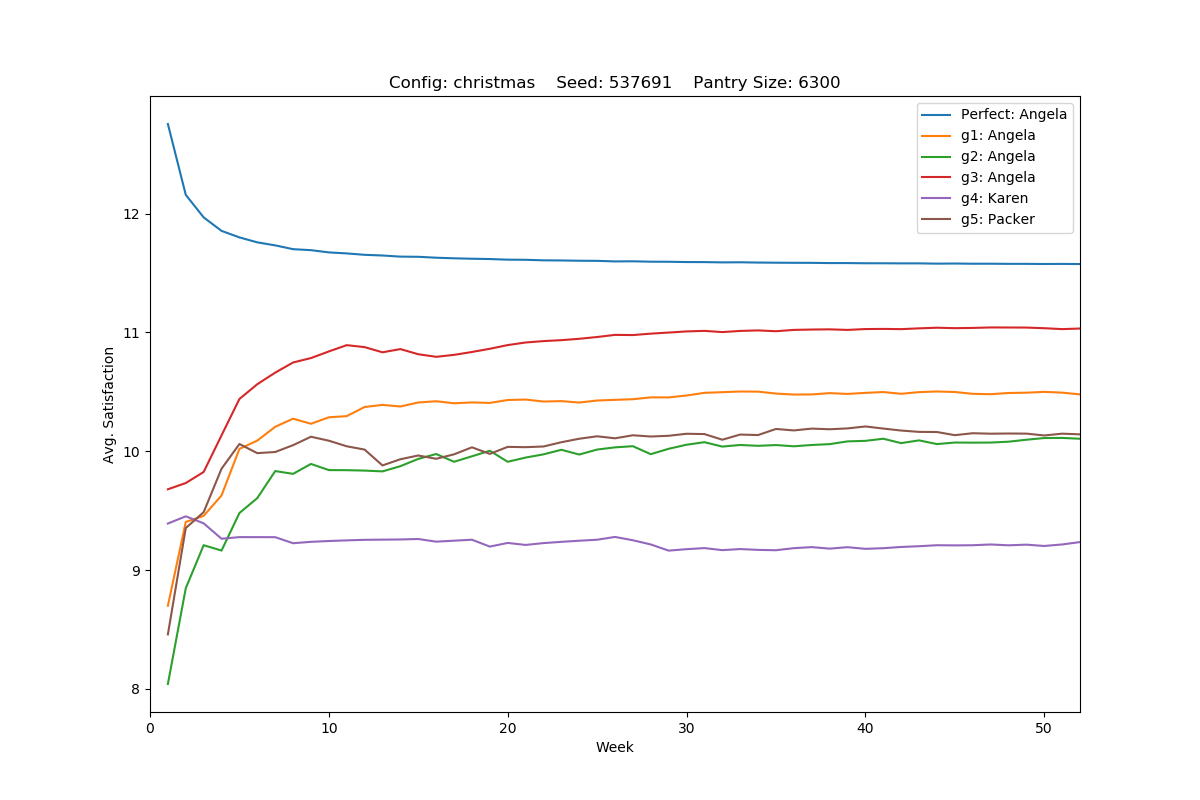 Config: christmas    Seed: 537691    Pantry Size: 6300
Perfect: Angela
g1: Angela
g2: Angela
g3: Angela
g4: Karen
g5: Packer
12
11
10
9
8
Avg. Satisfaction
0 10 20 30 40 50
Week